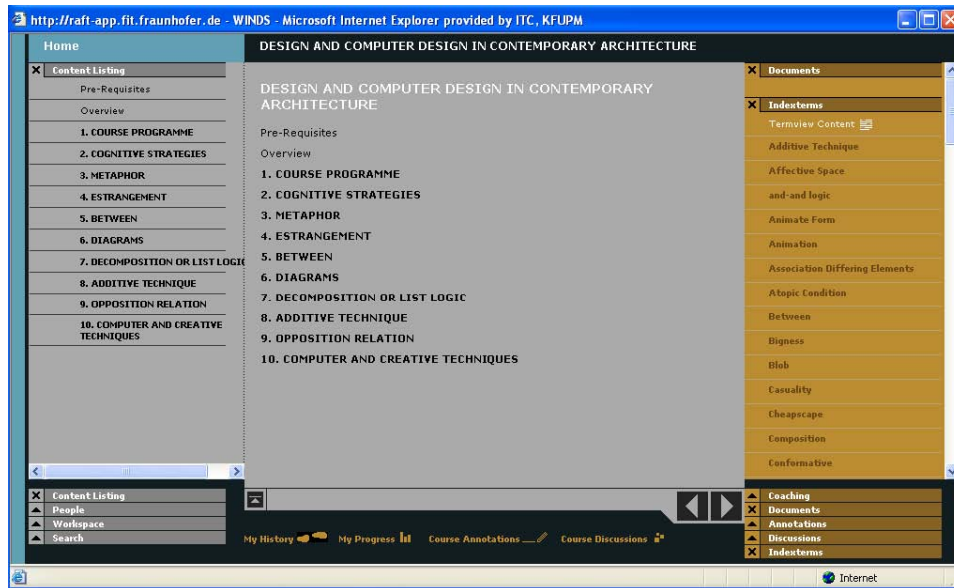 http://raft-app.fit.fraunhofer.de - WINDS - Microsoft Internet Explorer provided by ITC, KFUPM
Home
DESIGN AND COMPUTER DESIGN IN CONTEMPORARY ARCHITECTURE
Content Listing
Pre-Requisites
Overview
1. COURSE PROGRAMME
2. COGNITIVE STRATEGIES
3. METAPHOR
4. ESTRANGEMENT
5. BETWEEN
6. DIAGRAMS
7. DECOMPOSITION OR LIST LOGIC
8. ADDITIVE TECHNIQUE
9. OPPOSITION RELATION
10. COMPUTER AND CREATIVE
TECHNIQUES
DESIGN AND COMPUTER DESIGN IN CONTEMPORARY
ARCHITECTURE
Pre-Requisites
Overview
1. COURSE PROGRAMME
2. COGNITIVE STRATEGIES
3. METAPHOR
4. ESTRANGEMENT
5. BETWEEN
6. DIAGRAMS
7. DECOMPOSITION OR LIST LOGIC
8. ADDITIVE TECHNIQUE
9. OPPOSITION RELATION
10. COMPUTER AND CREATIVE TECHNIQUES
Documents
Indexterms
Termview Content
Additive Technique
Affective Space
and-and logic
Animate Form
Animation
Association Differing Elements
Atopic Condition
Between
Bigness
Blob
Casuality
Cheapscape
Composition
Conformative
Content Listing
People
Workspace
Search
My History
My Progress
Course Annotations
Course Discussions
Coaching
Documents
Annotations
Discussions
Indexterms
Internet